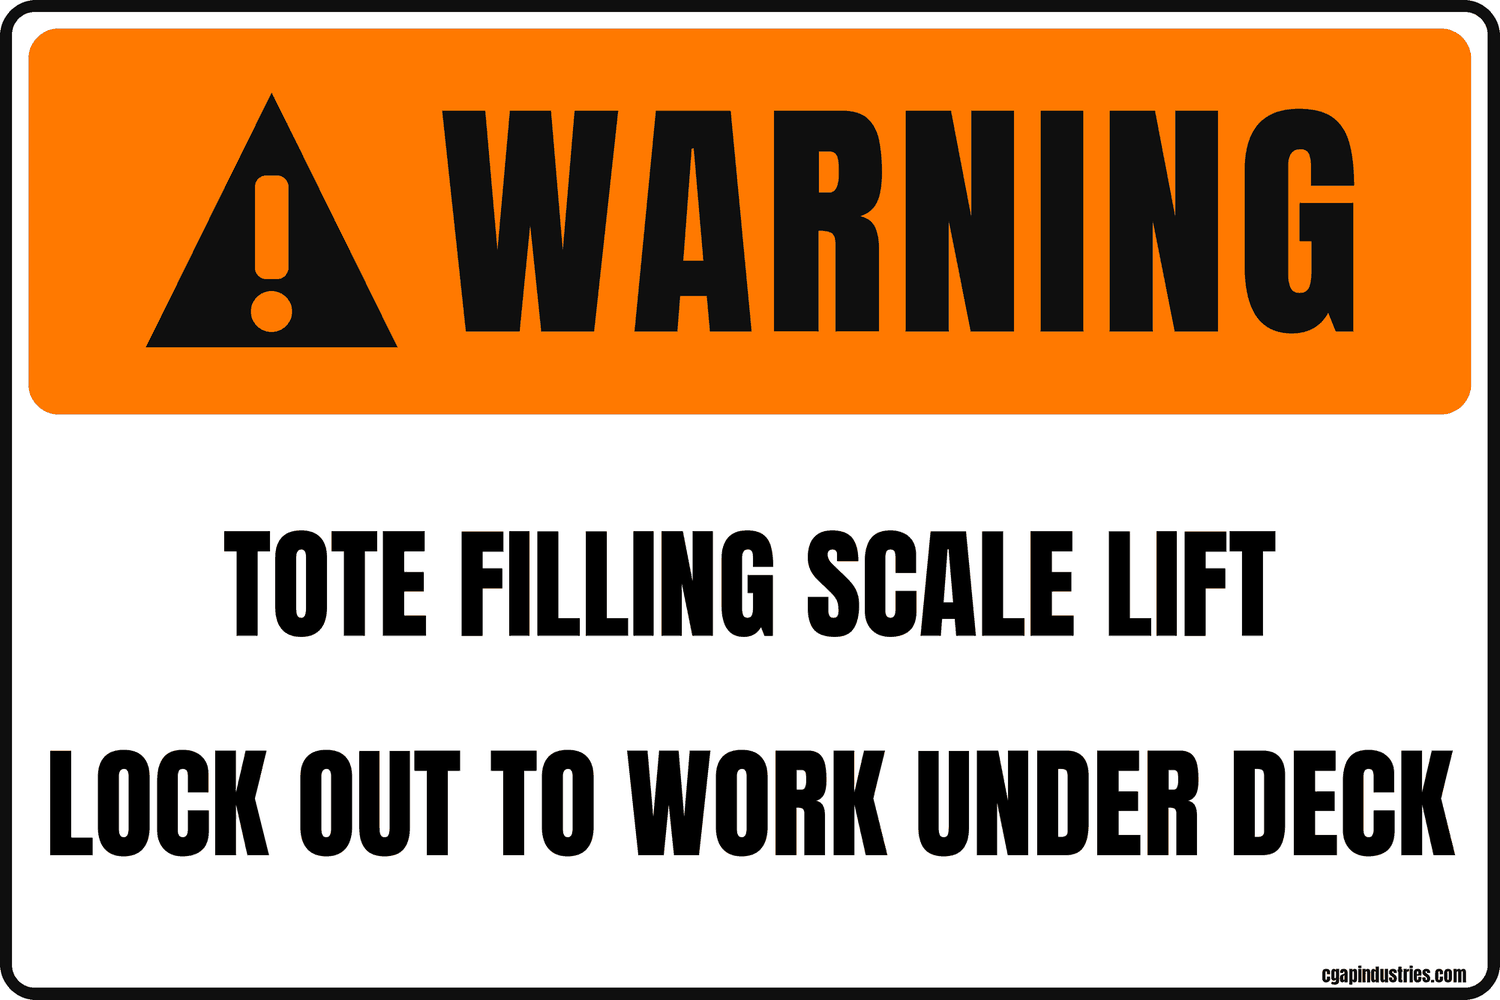 WARNING
TOTE FILLING SCALE LIFT
LOCK OUT TO WORK UNDER DECK
cgapindustries.com